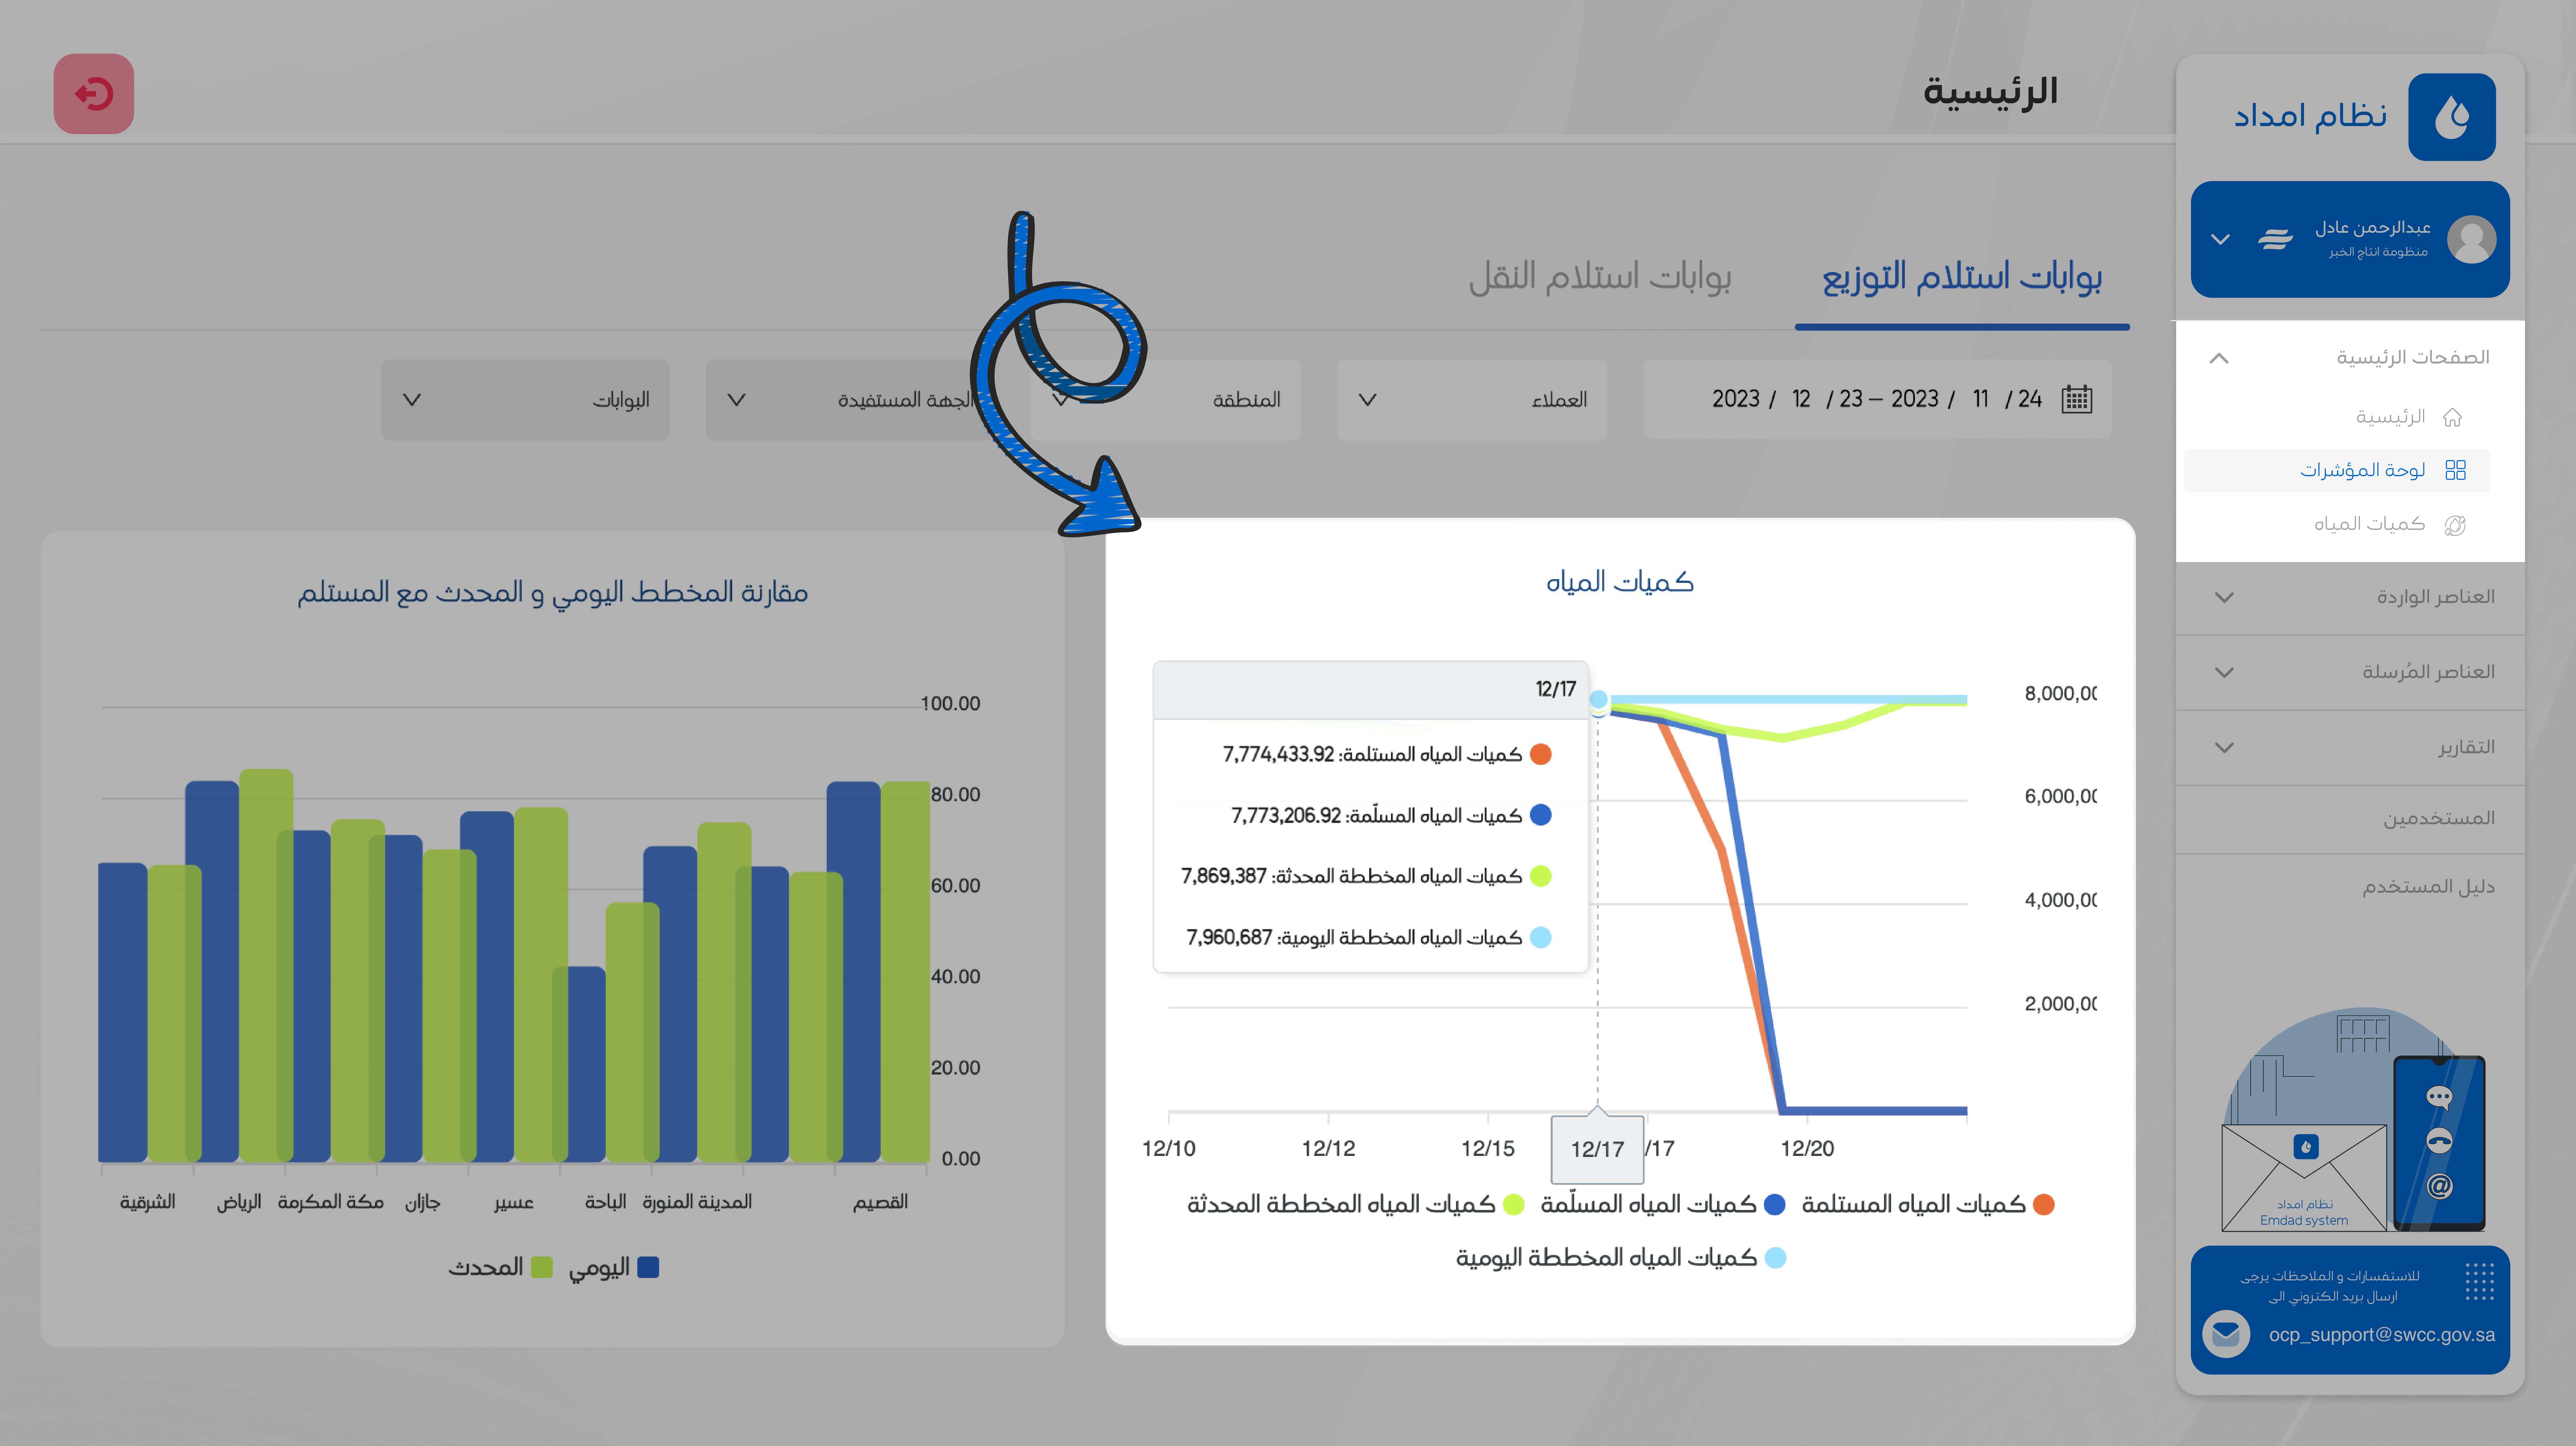 الرئيسية
نظام امداد
عبدالرحمن عادل
منظومة انتاج الخبر
الصفحات الرئيسية
الرئيسية
لوحة المؤشرات
كميات المياه
العناصر الواردة
العناصر المُرسلة
التقارير
المستخدمين
دليل المستخدم
نظام امداد
Emdad system
للاستفسارات و الملاحظات يرجى
ارسال بريد الكتروني الى
ocp_support@swcc.gov.sa
بوابات استلام التوزيع
بوابات استلام النقل
24 / 11 / 2023 – 23 / 12 / 2023
العملاء
المنطقة
الجهة المستفيدة
البوابات
كميات المياه
8,000,00
6,000,00
4,000,00
2,000,00
12/17
كميات المياه المستلمة: 7,774,433.92
كميات المياه المسلّمة: 7,773,206.92
كميات المياه المخططة المحدثة: 7,869,387
كميات المياه المخططة اليومية: 7,960,687
12/10 12/12 12/15 12/17 /17 12/20
كميات المياه المستلمة كميات المياه المسلّمة كميات المياه المخططة المحدثة
كميات المياه المخططة اليومية
مقارنة المخطط اليومي و المحدث مع المستلم
100.00
80.00
60.00
40.00
20.00
0.00
القصيم المدينة المنورة الباحة عسير جازان مكة المكرمة الرياض الشرقية
اليومي المحدث